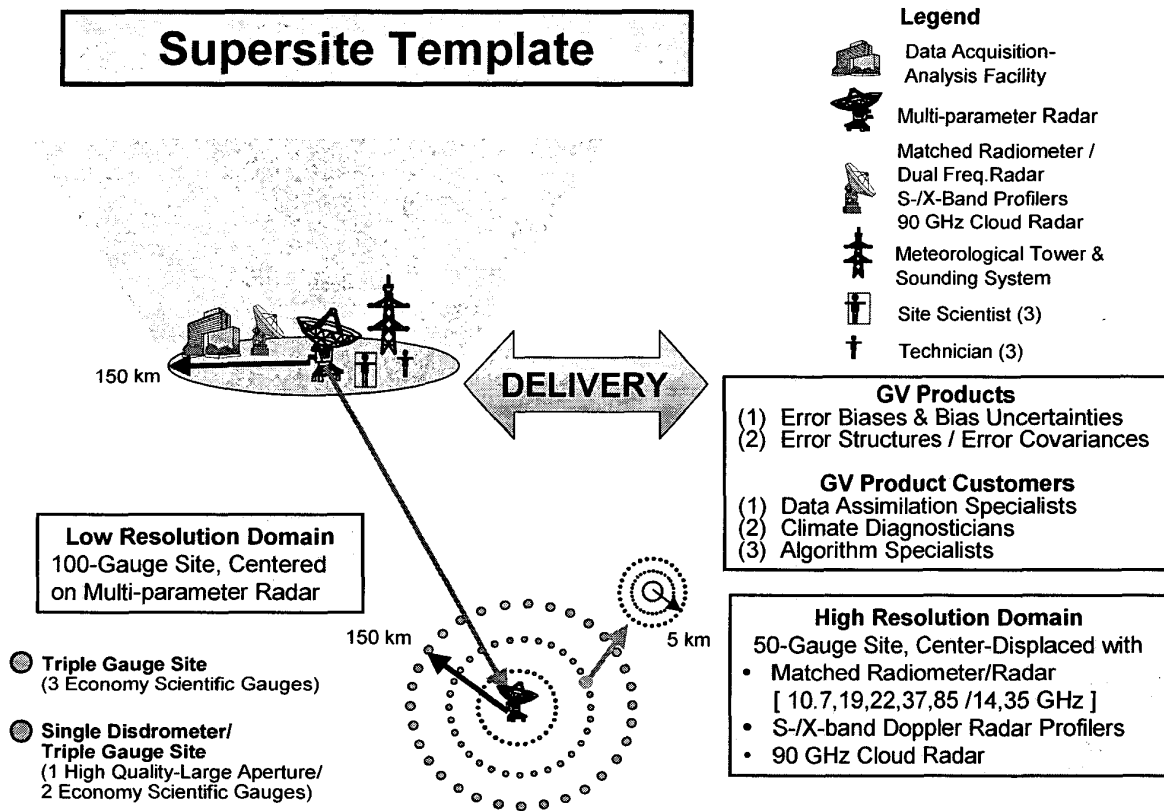 Supersite Template
Legend
Data Acquisition-
Analysis Facility
Multi-parameter Radar
Matched Radiometer /
Dual Freq.Radar
S-/X-Band Profilers
90 GHz Cloud Radar
Meteorological Tower &
Sounding System
Site Scientist (3)
Technician (3)
150 km
DELIVERY
GV Products
(1) Error Biases & Bias Uncertainties
(2) Error Structures / Error Covariances
GV Product Customers
(1) Data Assimilation Specialists
(2) Climate Diagnosticians
(3) Algorithm Specialists
Low Resolution Domain
100-Gauge Site, Centered
on Multi-parameter Radar
150 km
5 km
Triple Gauge Site
(3 Economy Scientific Gauges)
Single Disdrometer/
Triple Gauge Site
(1 High Quality-Large Aperture/
2 Economy Scientific Gauges)
High Resolution Domain
50-Gauge Site, Center-Displaced with
• Matched Radiometer/Radar
[ 10.7,19,22,37,85 /14,35 GHz ]
• S-/X-band Doppler Radar Profilers
• 90 GHz Cloud Radar